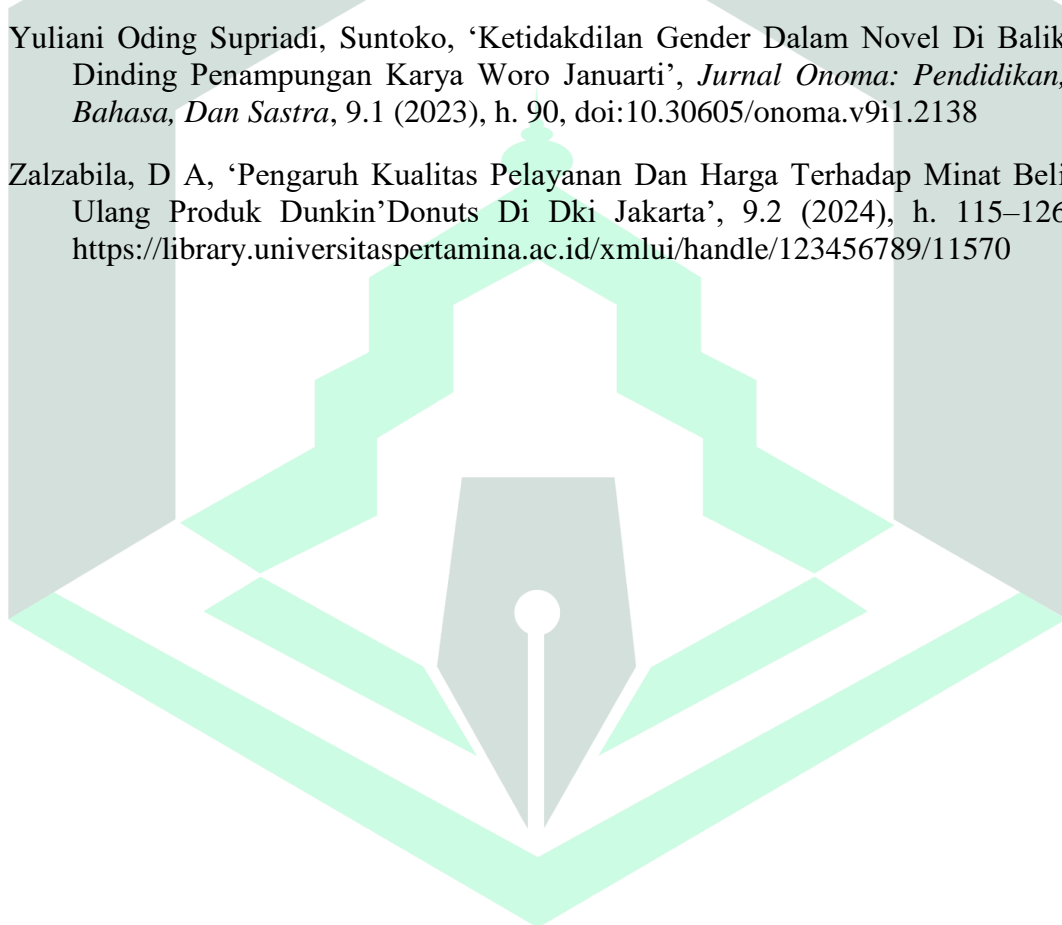 Yuliani Oding Supriadi, Suntoko, ‘Ketidakdilan Gender Dalam Novel Di Balik
Dinding Penampungan Karya Woro Januarti’, Jurnal Onoma: Pendidikan,
Bahasa, Dan Sastra, 9.1 (2023), h. 90, doi:10.30605/onoma.v9i1.2138
Zalzabila, D A, ‘Pengaruh Kualitas Pelayanan Dan Harga Terhadap Minat Beli
Ulang Produk Dunkin’Donuts Di Dki Jakarta’, 9.2 (2024), h. 115–126
https://library.universitaspertamina.ac.id/xmlui/handle/123456789/11570